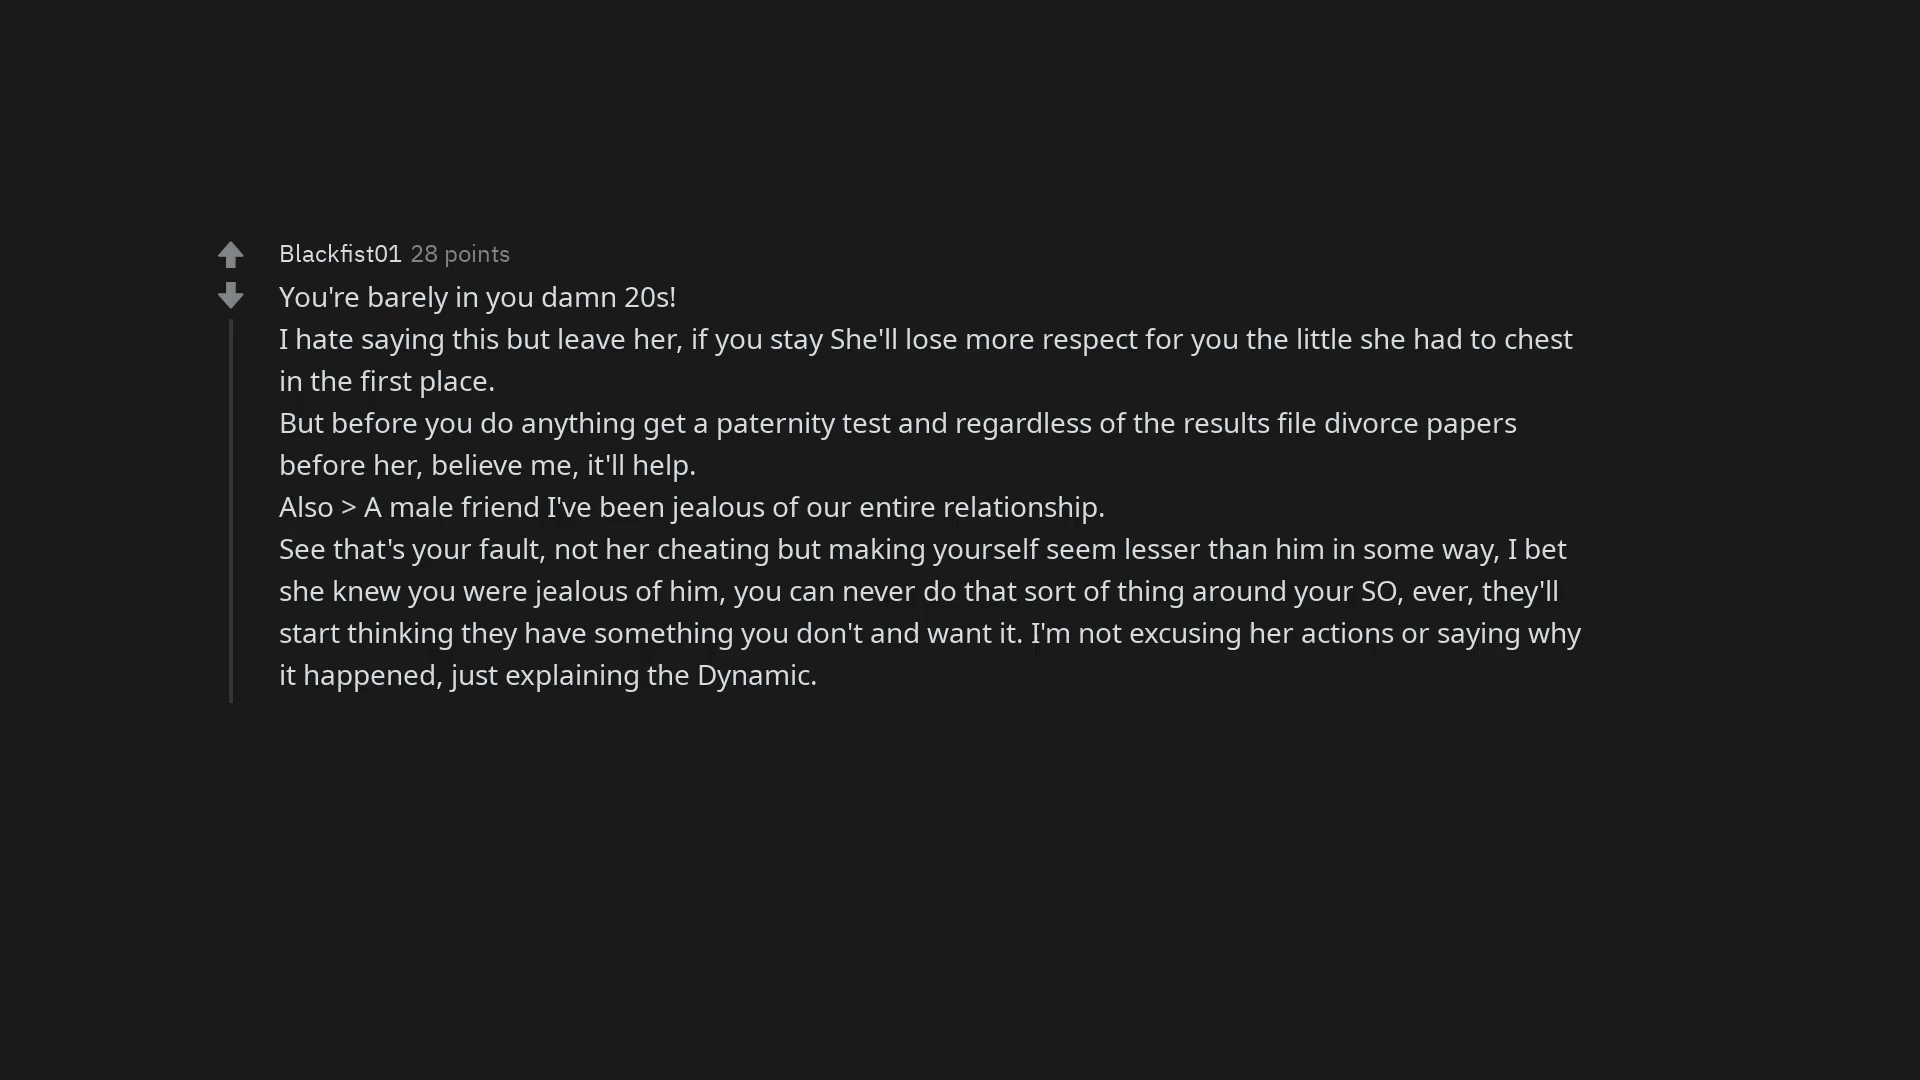 Blackfist01 28 points
You're barely in you damn 20s!
I hate saying this but leave her, if you stay She'll lose more respect for you the little she had to chest
in the first place.
But before you do anything get a paternity test and regardless of the results file divorce papers
before her, believe me, it'll help.
Also > A male friend I've been jealous of our entire relationship.
See that's your fault, not her cheating but making yourself seem lesser than him in some way, I bet
she knew you were jealous of him, you can never do that sort of thing around your SO, ever, they'll
start thinking they have something you don't and want it. I'm not excusing her actions or saying why
it happened, just explaining the Dynamic.